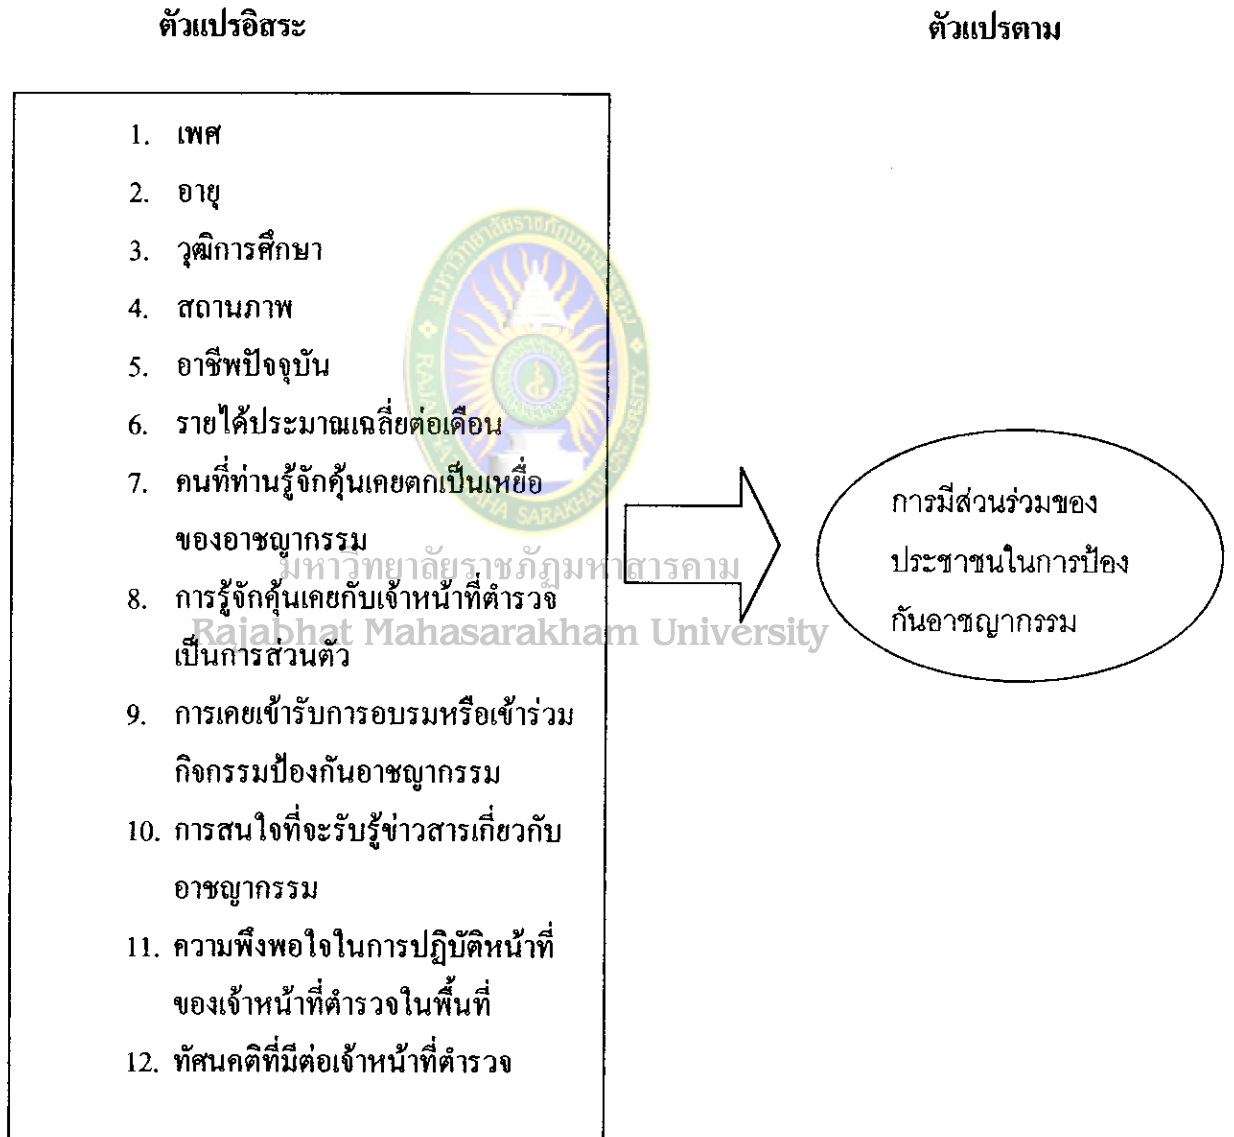 ตัวแปรอิสระ
ตัวแปรตาม
1. เพศ
2. อายุ
3. วุฒิการศึกษา
4. สถานภาพ
5. อาชีพปัจจุบัน
6. รายได้ประมาณเฉลี่ยต่อเดือน
7. คนที่ท่านรู้จักคุ้นเคยตกเป็นเหยื่อ
ของอาชญากรรม
8. การรู้จักคุ้นเคยกับเจ้าหน้าที่ตำรวจ
เป็นการส่วนตัว
9. การเคยเข้ารับการอบรมหรือเข้าร่วม
กิจกรรมป้องกันอาชญากรรม
10. การสนใจที่จะรับรู้ข่าวสารเกี่ยวกับ
อาชญากรรม
11. ความพึงพอใจในการปฏิบัติหน้าที่
ของเจ้าหน้าที่ตำรวจในพื้นที่
12. ทัศนคติที่มีต่อเจ้าหน้าที่ตำรวจ
การมีส่วนร่วมของ
ประชาชนในการป้อง
กันอาชญากรรม
มหาวิทยาลัยราชภัฏมหาสารคาม
Rajabhat Mahasarakham University